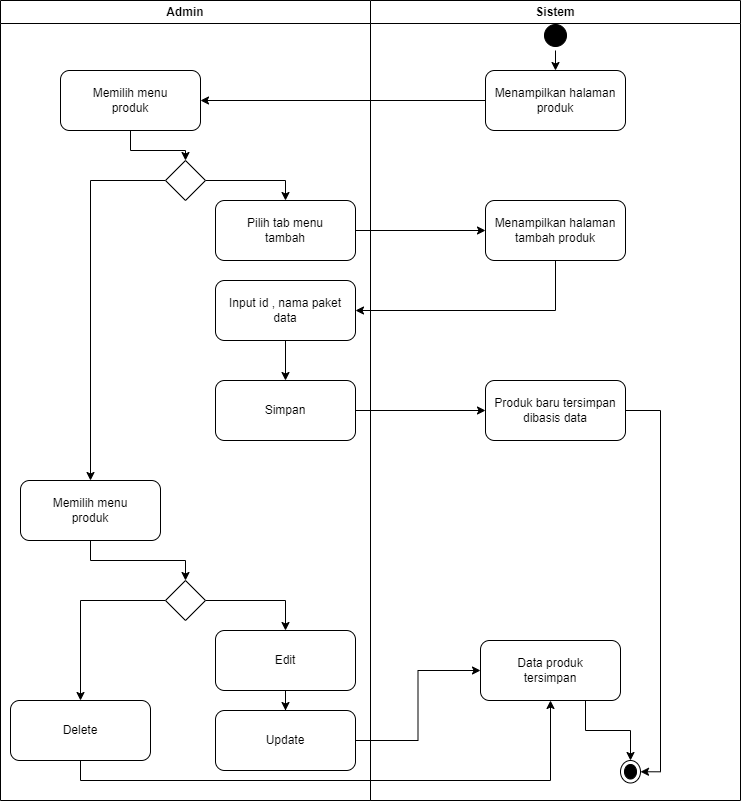 Admin
Sistem
Memilih menu
produk
Menampilkan halaman
produk
Pilih tab menu
tambah
Menampilkan halaman
tambah produk
Input id , nama paket
data
Simpan
Produk baru tersimpan
dibasis data
Memilih menu
produk
Edit
Data produk
tersimpan
Delete
Update